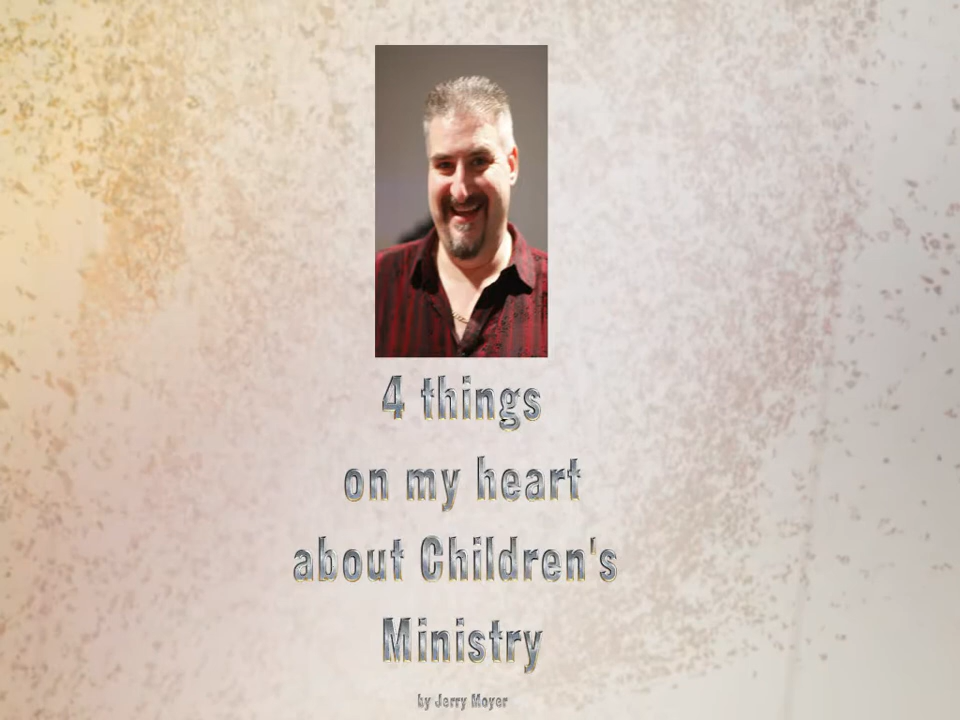 4 things
on my heart
about Children's
Ministry
by Jerry Moyer